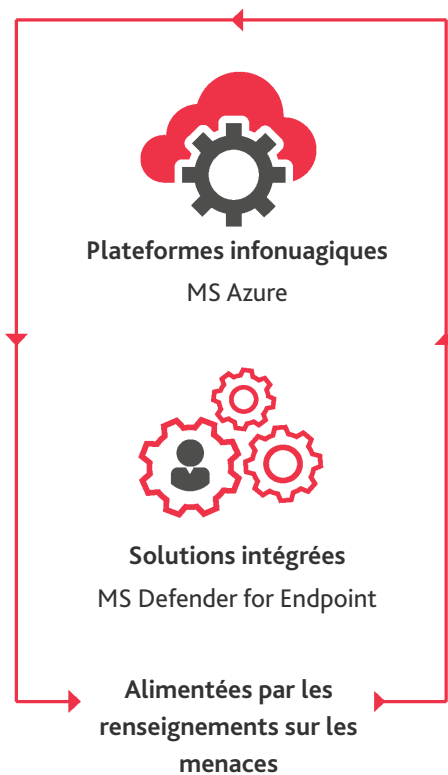 Plateformes infonuagiques
MS Azure
Solutions intégrées
MS Defender for Endpoint
Alimentées par les
renseignements sur les
menaces